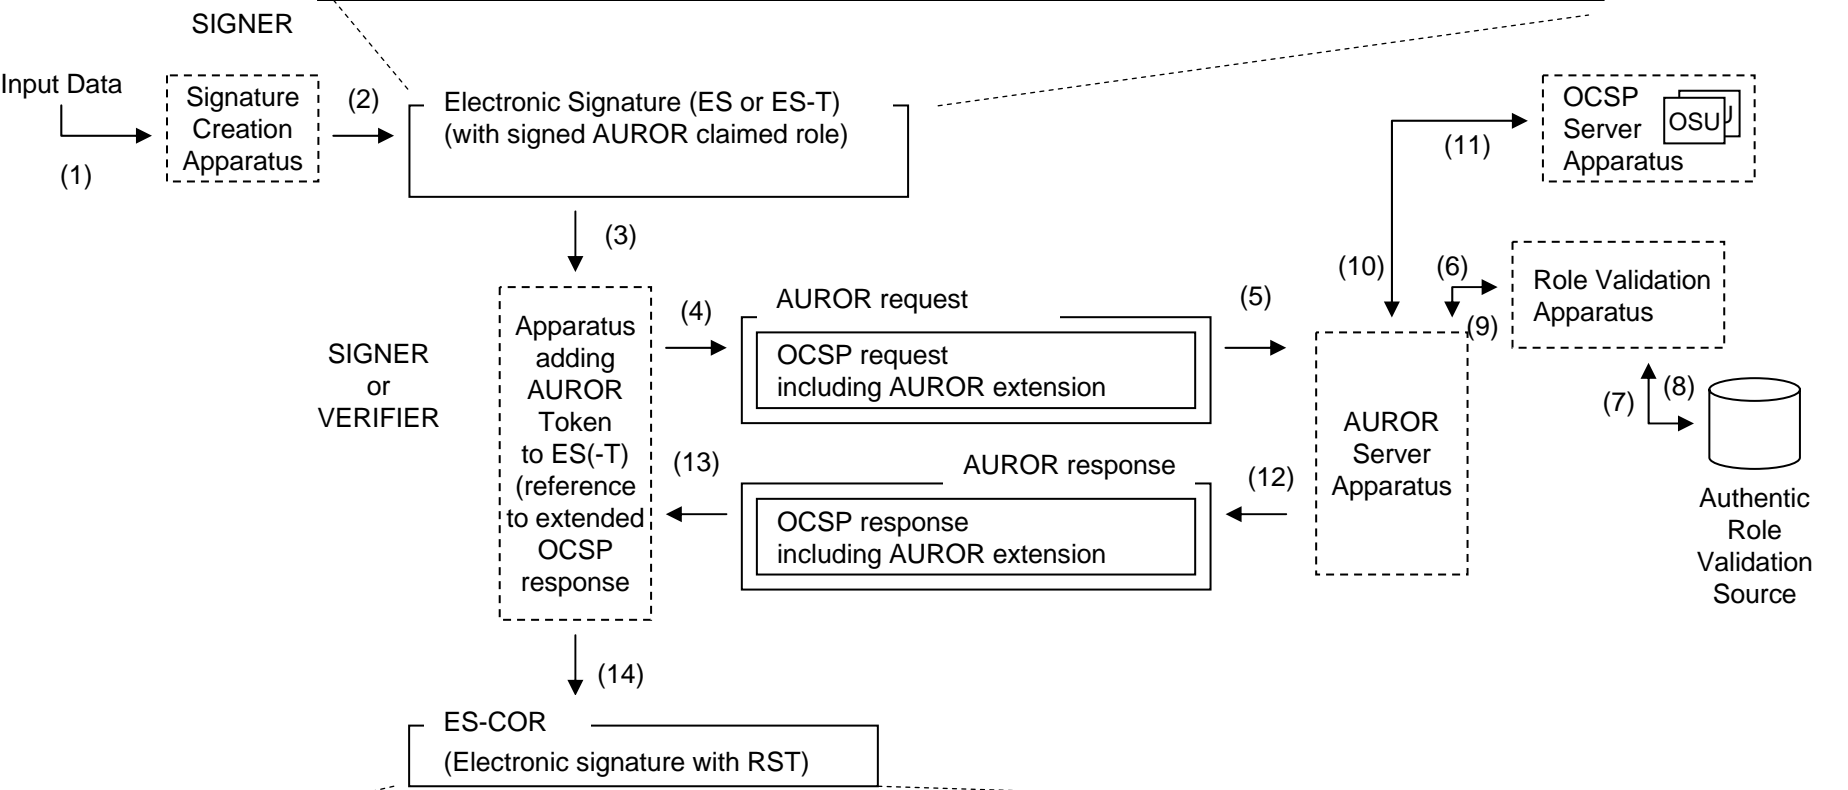 SIGNER
Input Data
(1)
Signature
Creation
Apparatus
(2)
Electronic Signature (ES or ES-T)
(with signed AUROR claimed role)
(3)
OCSP
Server
Apparatus
OSU
U
(11)
(10)
(6)
(9)
Role Validation
Apparatus
(7)
(8)
Authentic
Role
Validation
Source
SIGNER
or
VERIFIER
Apparatus
adding
AUROR
Token
to ES(-T)
(reference
to extended
OCSP
response
(4)
AUROR request
OCSP request
including AUROR extension
(5)
AUROR
Server
Apparatus
(12)
AUROR response
OCSP response
including AUROR extension
(13)
(14)
ES-COR
(Electronic signature with RST)